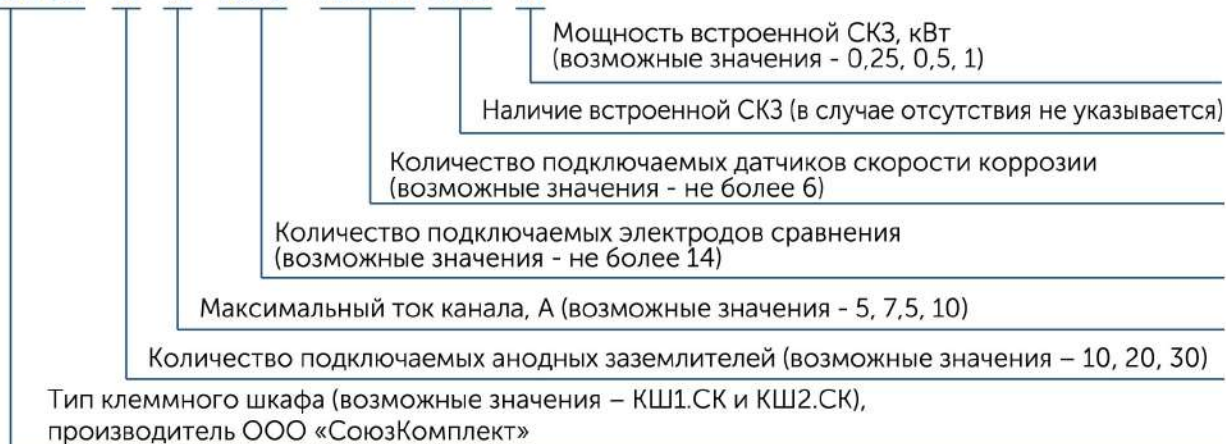 Мощность встроенной СКЗ, кВт
(возможные значения - 0,25, 0,5, 1)
Наличие встроенной СКЗ (в случае отсутствия не указывается)
Количество подключаемых датчиков скорости коррозии
(возможные значения - не более 6)
Количество подключаемых электродов сравнения
(возможные значения - не более 14)
Максимальный ток канала, А (возможные значения - 5, 7,5, 10)
Количество подключаемых анодных заземлителей (возможные значения – 10, 20, 30)
Тип клеммного шкафа (возможные значения – КШ1.СК и КШ2.СК),
производитель ООО «СоюзКомплект»